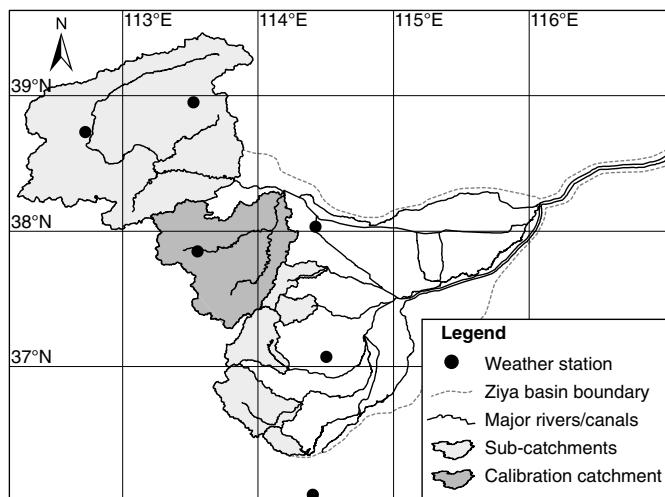 113°E 114°E 115°E 116°E
N
39°N
38°N
37°N
Legend
Weather station
Ziya basin boundary
Major rivers/canals
Sub-catchments
Calibration catchment